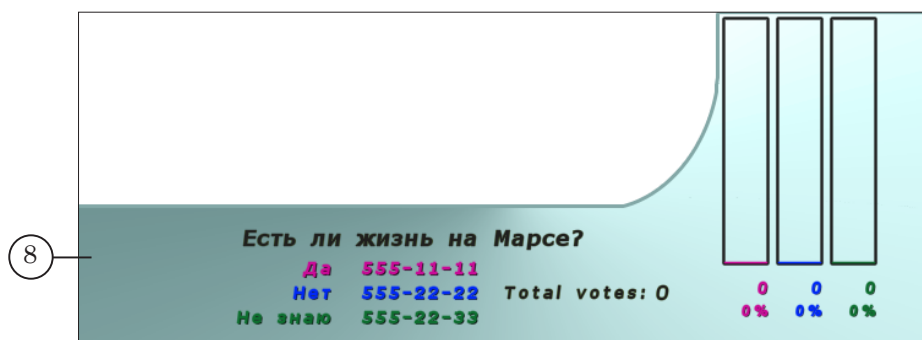 8
Есть ли жизнь на Марсе?
Да 555-11-11
Нет 555-22-22 Total votes: 0
Не знаю 555-22-33
0 0 0
0% 0% 0%